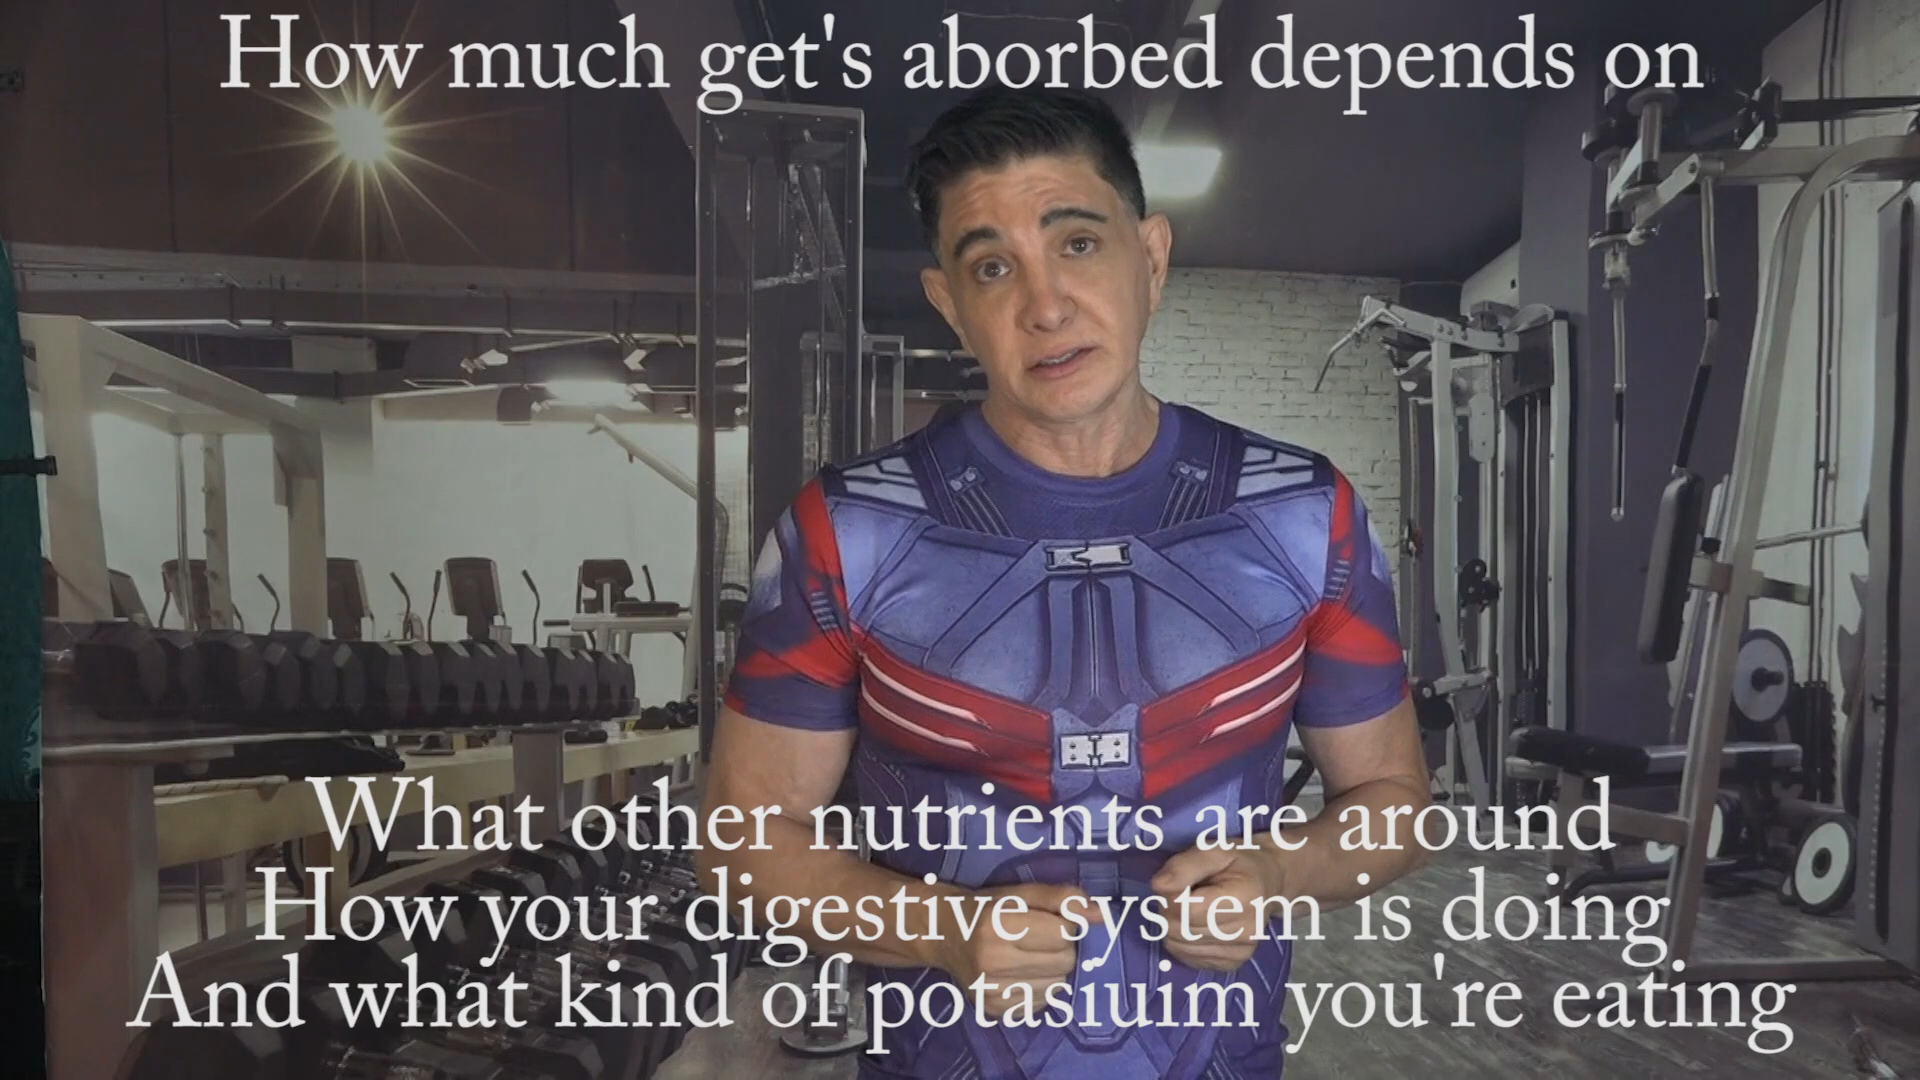 How much get's aborbed depends on
What other nutrients are around
How your digestive system is doing
And what kind of potasiuim you're eating